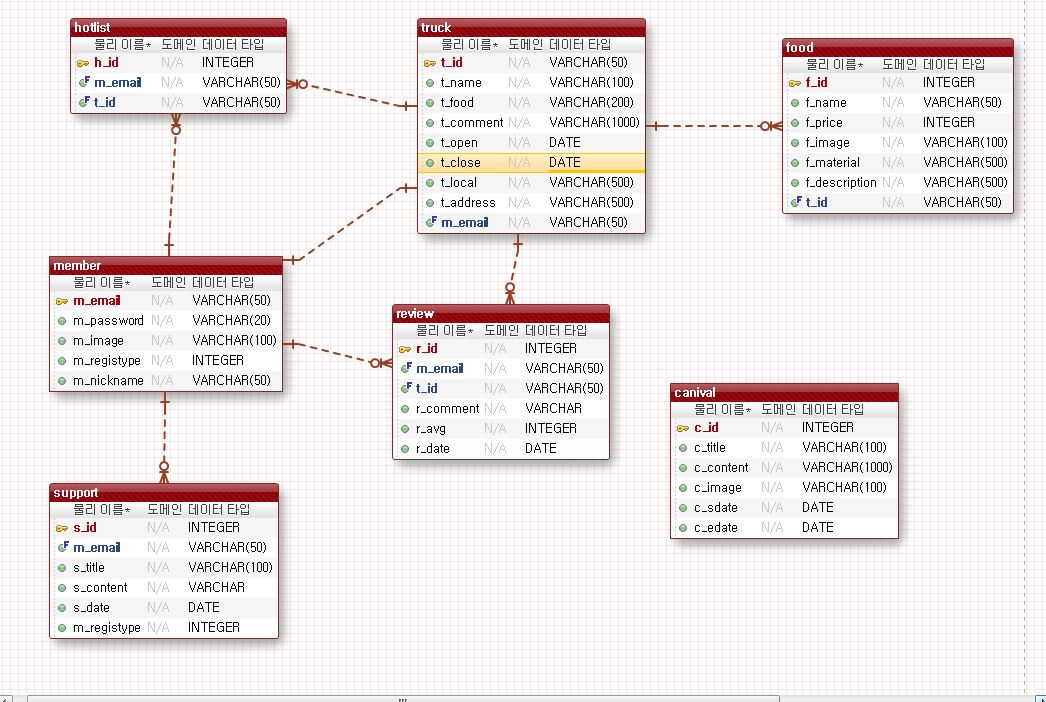 hotlist
물리 이름* 도메인 데이터 타입
h_id N/A INTEGER
m_email N/A VARCHAR(50)
t_id N/A VARCHAR(50)
truck
물리 이름* 도메인 데이터 타입
t_id N/A VARCHAR(50)
t_name N/A VARCHAR(100)
t_food N/A VARCHAR(200)
t_comment N/A VARCHAR(1000)
t_open N/A DATE
t_close N/A DATE
t_local N/A VARCHAR(500)
t_address N/A VARCHAR(500)
m_email N/A VARCHAR(50)
food
물리 이름* 도메인 데이터 타입
f_id N/A INTEGER
f_name N/A VARCHAR(50)
f_price N/A INTEGER
f_image N/A VARCHAR(100)
f_material N/A VARCHAR(500)
f_description N/A VARCHAR(500)
t_id N/A VARCHAR(50)
member
물리 이름* 도메인 데이터 타입
m_email N/A VARCHAR(50)
m_password N/A VARCHAR(20)
m_image N/A VARCHAR(100)
m_registype N/A INTEGER
m_nickname N/A VARCHAR(50)
review
물리 이름* 도메인 데이터 타입
r_id N/A INTEGER
m_email N/A VARCHAR(50)
t_id N/A VARCHAR(50)
r_comment N/A VARCHAR
r_avg N/A INTEGER
r_date N/A DATE
canival
물리 이름* 도메인 데이터 타입
c_id N/A INTEGER
c_title N/A VARCHAR(100)
c_content N/A VARCHAR(1000)
c_image N/A VARCHAR(100)
c_sdate N/A DATE
c_edate N/A DATE
support
물리 이름* 도메인 데이터 타입
s_id N/A INTEGER
m_email N/A VARCHAR(50)
s_title N/A VARCHAR(100)
s_content N/A VARCHAR
s_date N/A DATE
m_registype N/A INTEGER